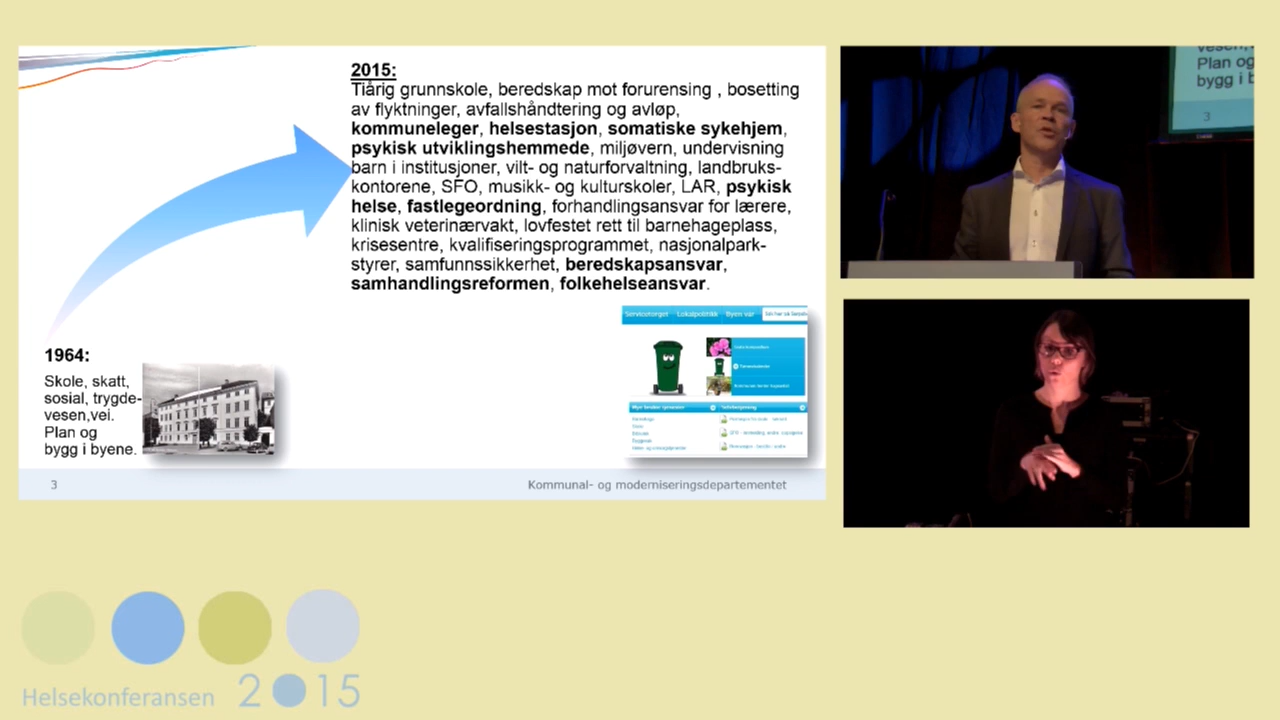 2015:
Tiårig grunnskole, beredskap mot forurensing , bosetting
av flyktninger, avfallshåndtering og avløp,
kommuneleger, helsestasjon, somatiske sykehjem,
psykisk utviklingshemmede, miljøvern, undervisning
barn i institusjoner, vilt- og naturforvaltning, landbruks-
kontorene, SFO, musikk- og kulturskoler, LAR, psykisk
helse, fastlegeordning, forhandlingsansvar for lærere,
klinisk veterinærvakt, lovfestet rett til barnehageplass,
krisesentre, kvalifiseringsprogrammet, nasjonalpark-
styrer, samfunnssikkerhet, beredskapsansvar,
samhandlingsreformen, folkehelseansvar.
1964:
Skole, skatt,
sosial, trygde-
vesen,vei.
Plan og
bygg i byene.
Servicetorget Lokalpolitikk Byen vår
3
Kommunal- og moderniseringsdepartementet
vesen,
Plan og
bygg i b
3
Helsekonferansen 2015